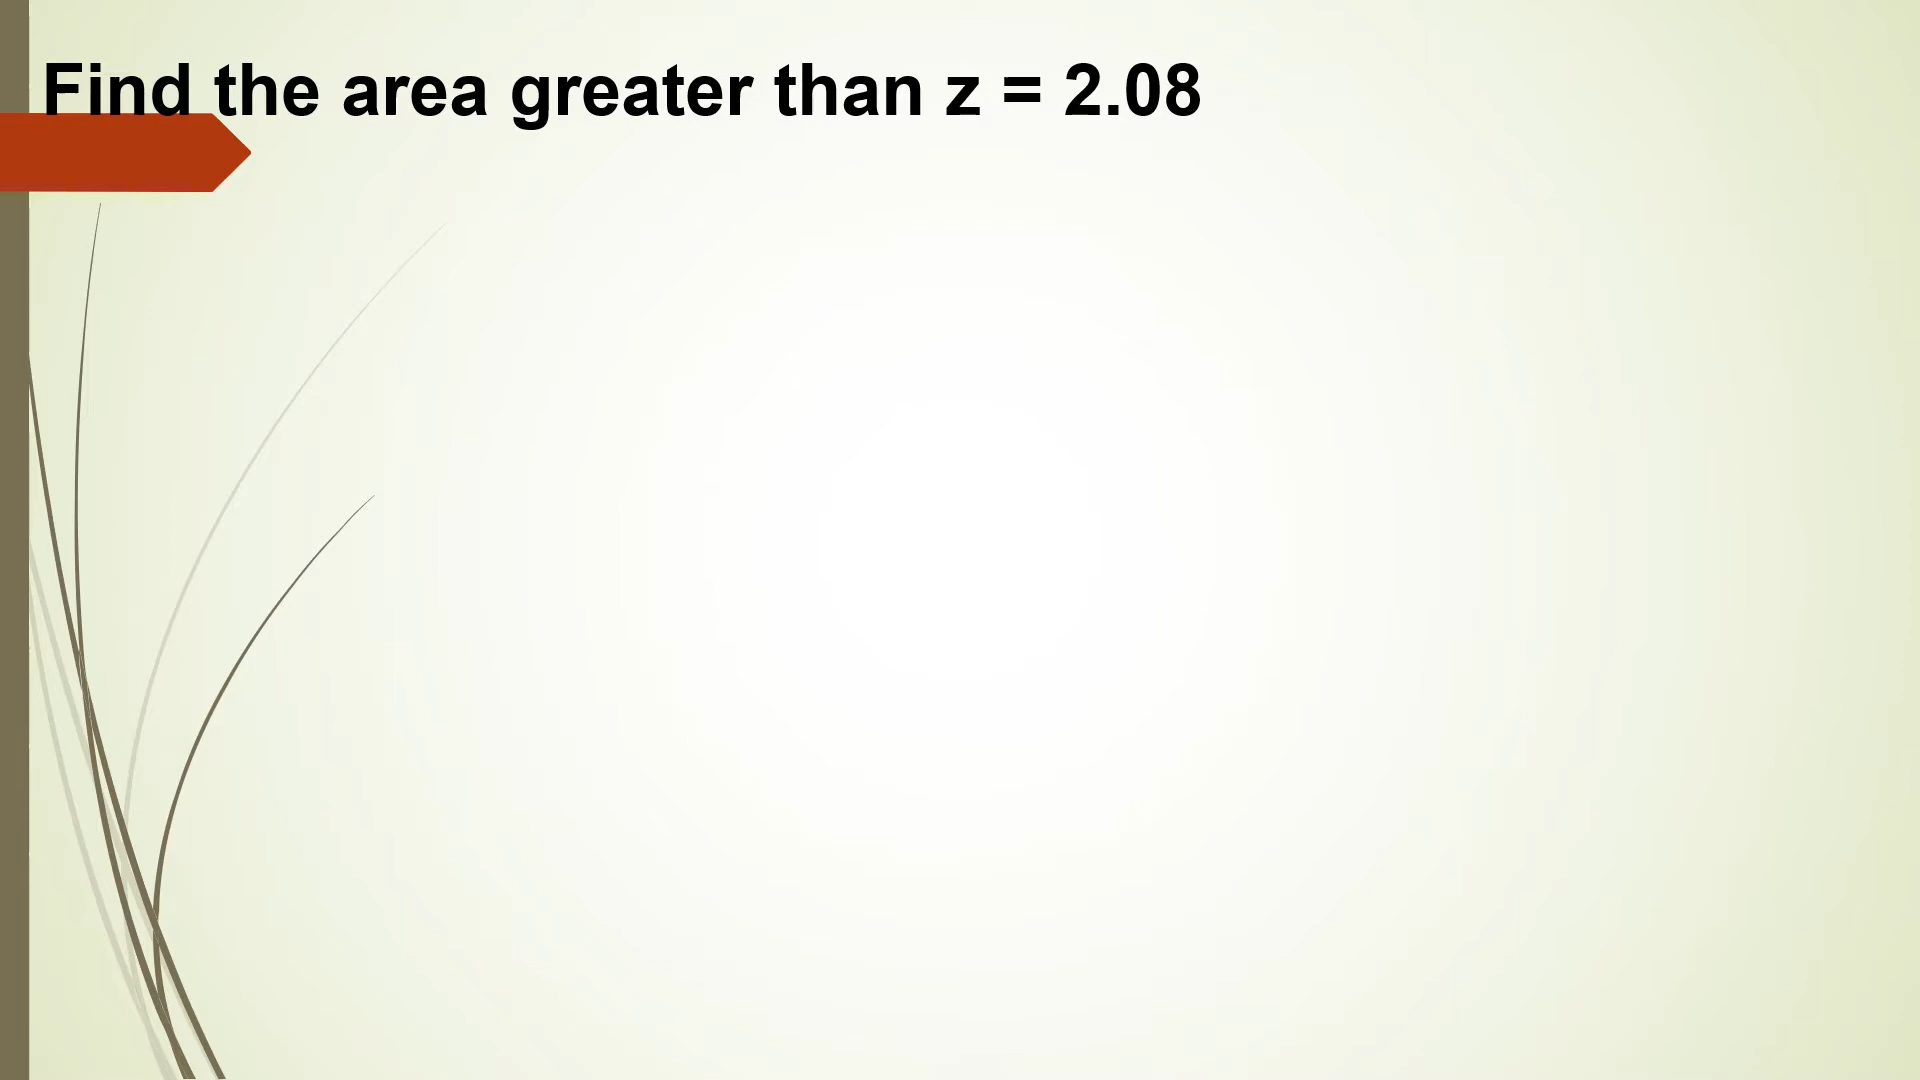 Find the area greater than z = 2.08